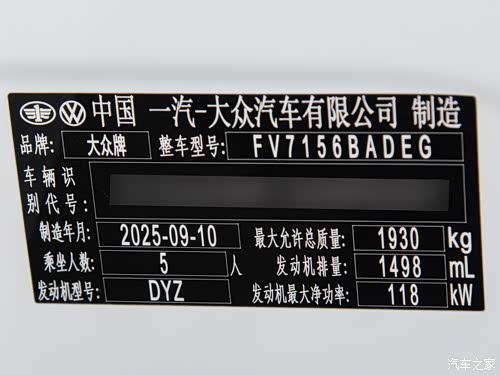 中国 一汽-大众汽车有限公司 制造
品牌: 大众牌 整车型号: FV7156BADEG
车辆识
别代号:
制造年月: 2025-09-10 最大允许总质量: 1930 kg
乘坐人数: 5 人 发动机排量: 1498 mL
发动机型号: DYZ 发动机最大净功率: 118 kW
汽车之家